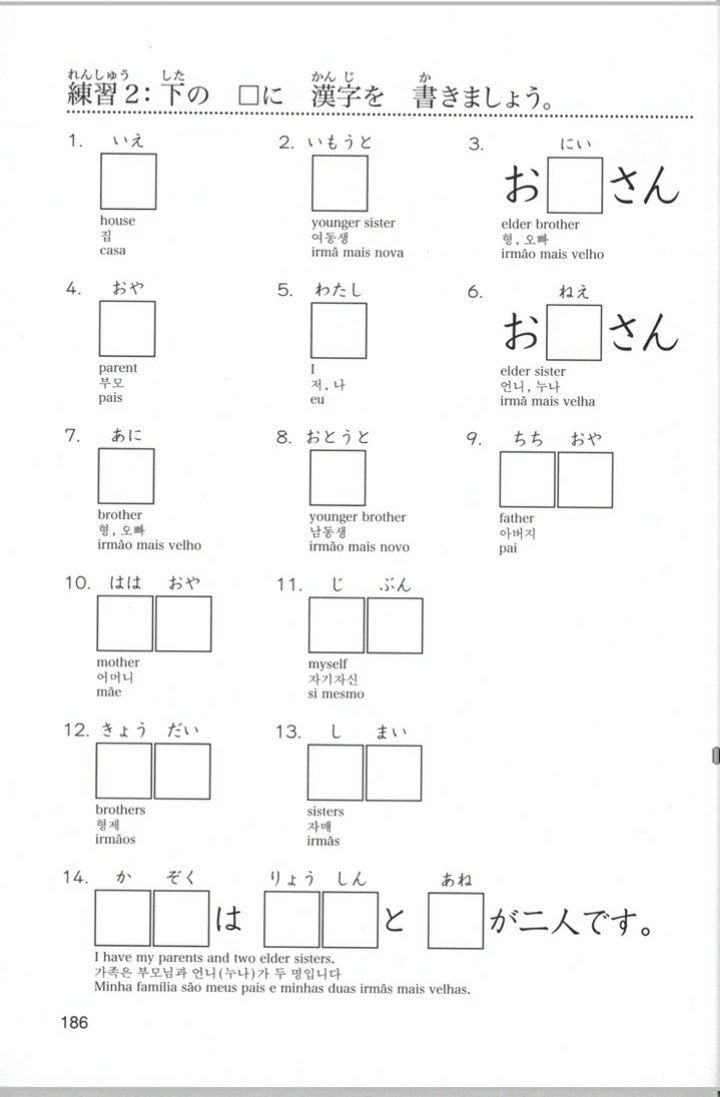 れんしゅう した かんじ か
練習2：下の □に 漢字を 書きましょう。
1. いえ
house
집
casa
2. いもうと
younger sister
여동생
irmã mais nova
3. にい
お□さん
elder brother
형, 오빠
irmão mais velho
4. おや
parent
부모
pais
5. わたし
I
저, 나
eu
6. ねえ
お□さん
elder sister
언니, 누나
irmã mais velha
7. あに
brother
형, 오빠
irmão mais velho
8. おとうと
younger brother
남동생
irmão mais novo
9. ちち おや
father
아버지
pai
10. はは おや
mother
어머니
mãe
11. じ ぶん
myself
자기자신
si mesmo
12. きょう だい
brothers
형제
irmãos
13. し まい
sisters
자매
irmãs
14. か ぞく りょう しん あね
□□は □□と □が二人です。
I have my parents and two elder sisters.
가족은 부모님과 언니(누나)가 두 명입니다
Minha família são meus pais e minhas duas irmãs mais velhas.
186